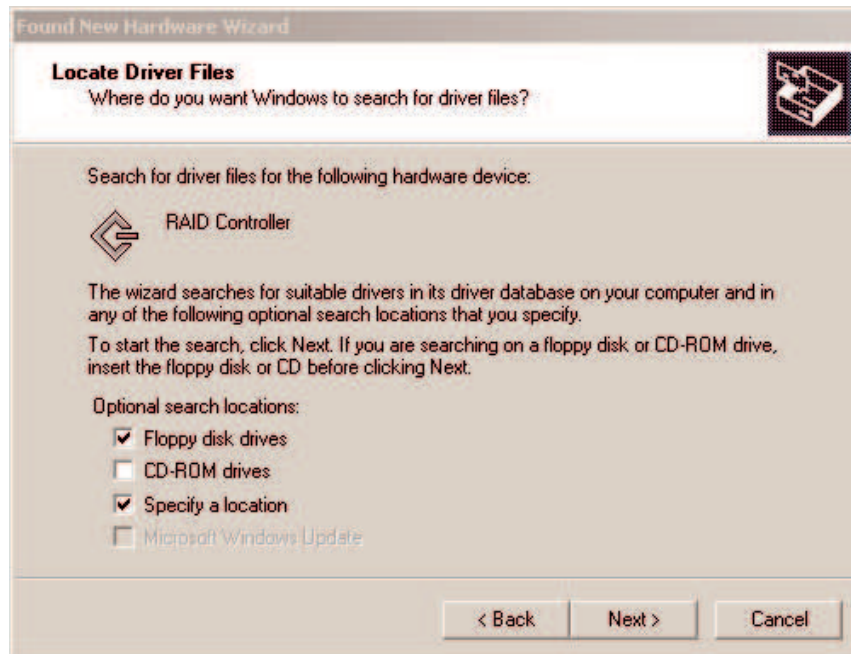 Found New Hardware Wizard
Locate Driver Files
Where do you want Windows to search for driver files?
Search for driver files for the following hardware device:
RAID Controller
The wizard searches for suitable drivers in its driver database on your computer and in
any of the following optional search locations that you specify.
To start the search, click Next. If you are searching on a floppy disk or CD-ROM drive,
insert the floppy disk or CD before clicking Next.
Optional search locations:
Floppy disk drives
CD-ROM drives
Specify a location
Microsoft Windows Update
< Back
Next >
Cancel